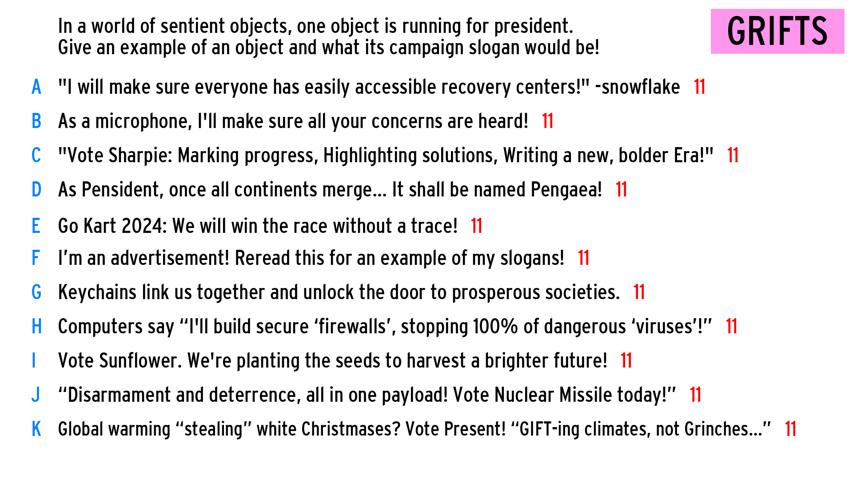 In a world of sentient objects, one object is running for president.
Give an example of an object and what its campaign slogan would be!
GRIFTS
A "I will make sure everyone has easily accessible recovery centers!" -snowflake 11
B As a microphone, I'll make sure all your concerns are heard! 11
C "Vote Sharpie: Marking progress, Highlighting solutions, Writing a new, bolder Era!" 11
D As Pensident, once all continents merge... It shall be named Pengaea! 11
E Go Kart 2024: We will win the race without a trace! 11
F I’m an advertisement! Reread this for an example of my slogans! 11
G Keychains link us together and unlock the door to prosperous societies. 11
H Computers say “I'll build secure ‘firewalls’, stopping 100% of dangerous ‘viruses’!” 11
I Vote Sunflower. We're planting the seeds to harvest a brighter future! 11
J “Disarmament and deterrence, all in one payload! Vote Nuclear Missile today!” 11
K Global warming “stealing” white Christmases? Vote Present! “GIFT-ing climates, not Grinches...” 11